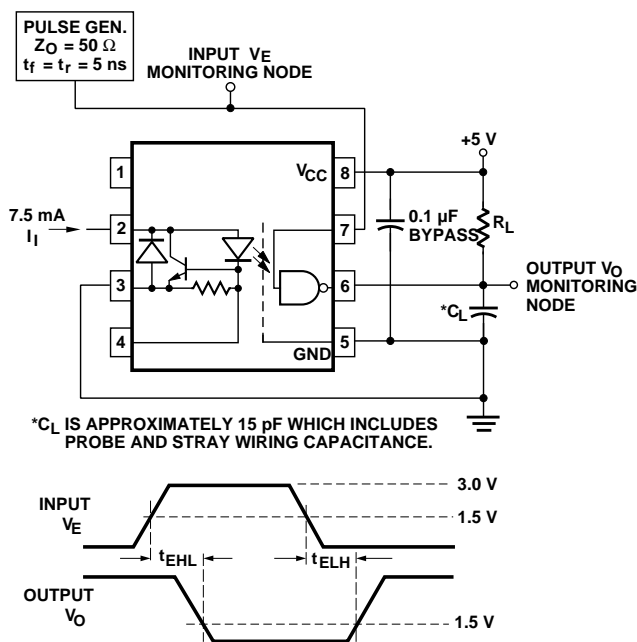 PULSE GEN.
ZO = 50 Ω
tf = tr = 5 ns
INPUT VE
MONITORING NODE
+5 V
1
VCC
8
7.5 mA
II
2
7
0.1 µF
BYPASS
RL
3
6
OUTPUT VO
MONITORING
NODE
*CL
4
GND
5
*CL IS APPROXIMATELY 15 pF WHICH INCLUDES
PROBE AND STRAY WIRING CAPACITANCE.
INPUT
VE
3.0 V
1.5 V
tEHL
tELH
OUTPUT
VO
1.5 V